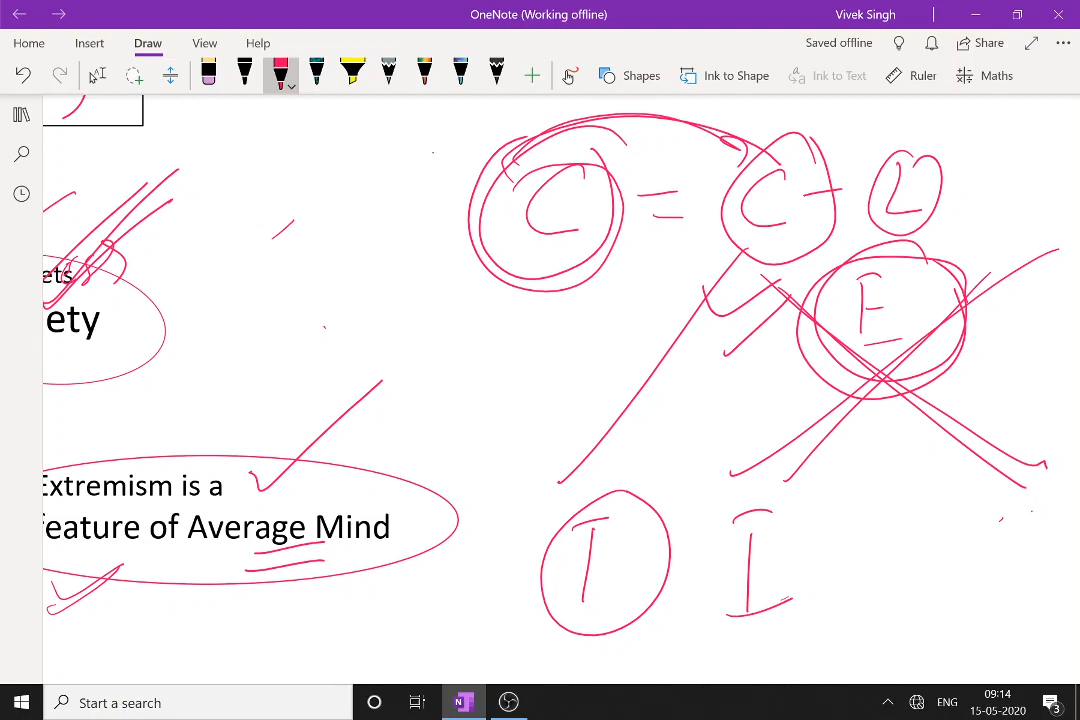 OneNote (Working offline)
Vivek Singh
Home Insert Draw View Help
Saved offline
Share
Shapes
Ink to Shape
Ink to Text
Ruler
Maths
C = C - L
E
ets
ety
Extremism is a
feature of Average Mind
T I
Start a search
ENG
09:14
15-05-2020
3